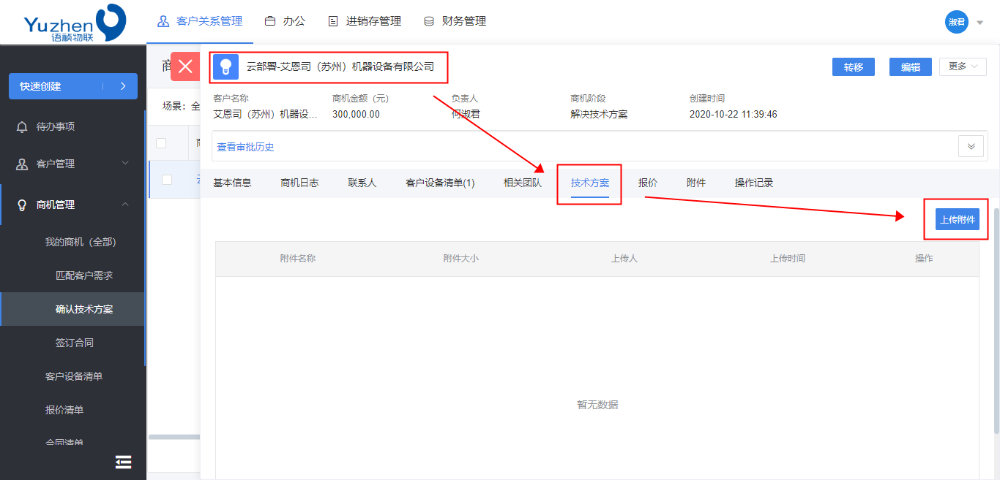 Yuzhen
语祯物联
客户关系管理
办公
进销存管理
财务管理
淑君
快速创建
待办事项
客户管理
商机管理
我的商机（全部）
匹配客户需求
确认技术方案
签订合同
客户设备清单
报价清单
合同清单
商
场景：全
云部署-艾恩司（苏州）机器设备有限公司
转移
编辑
更多
客户名称
商机金额（元）
负责人
商机阶段
创建时间
艾恩司（苏州）机器设...
300,000.00
何淑君
解决技术方案
2020-10-22 11:39:46
查看审批历史
基本信息
商机日志
联系人
客户设备清单(1)
相关团队
技术方案
报价
附件
操作记录
上传附件
附件名称
附件大小
上传人
上传时间
操作
暂无数据